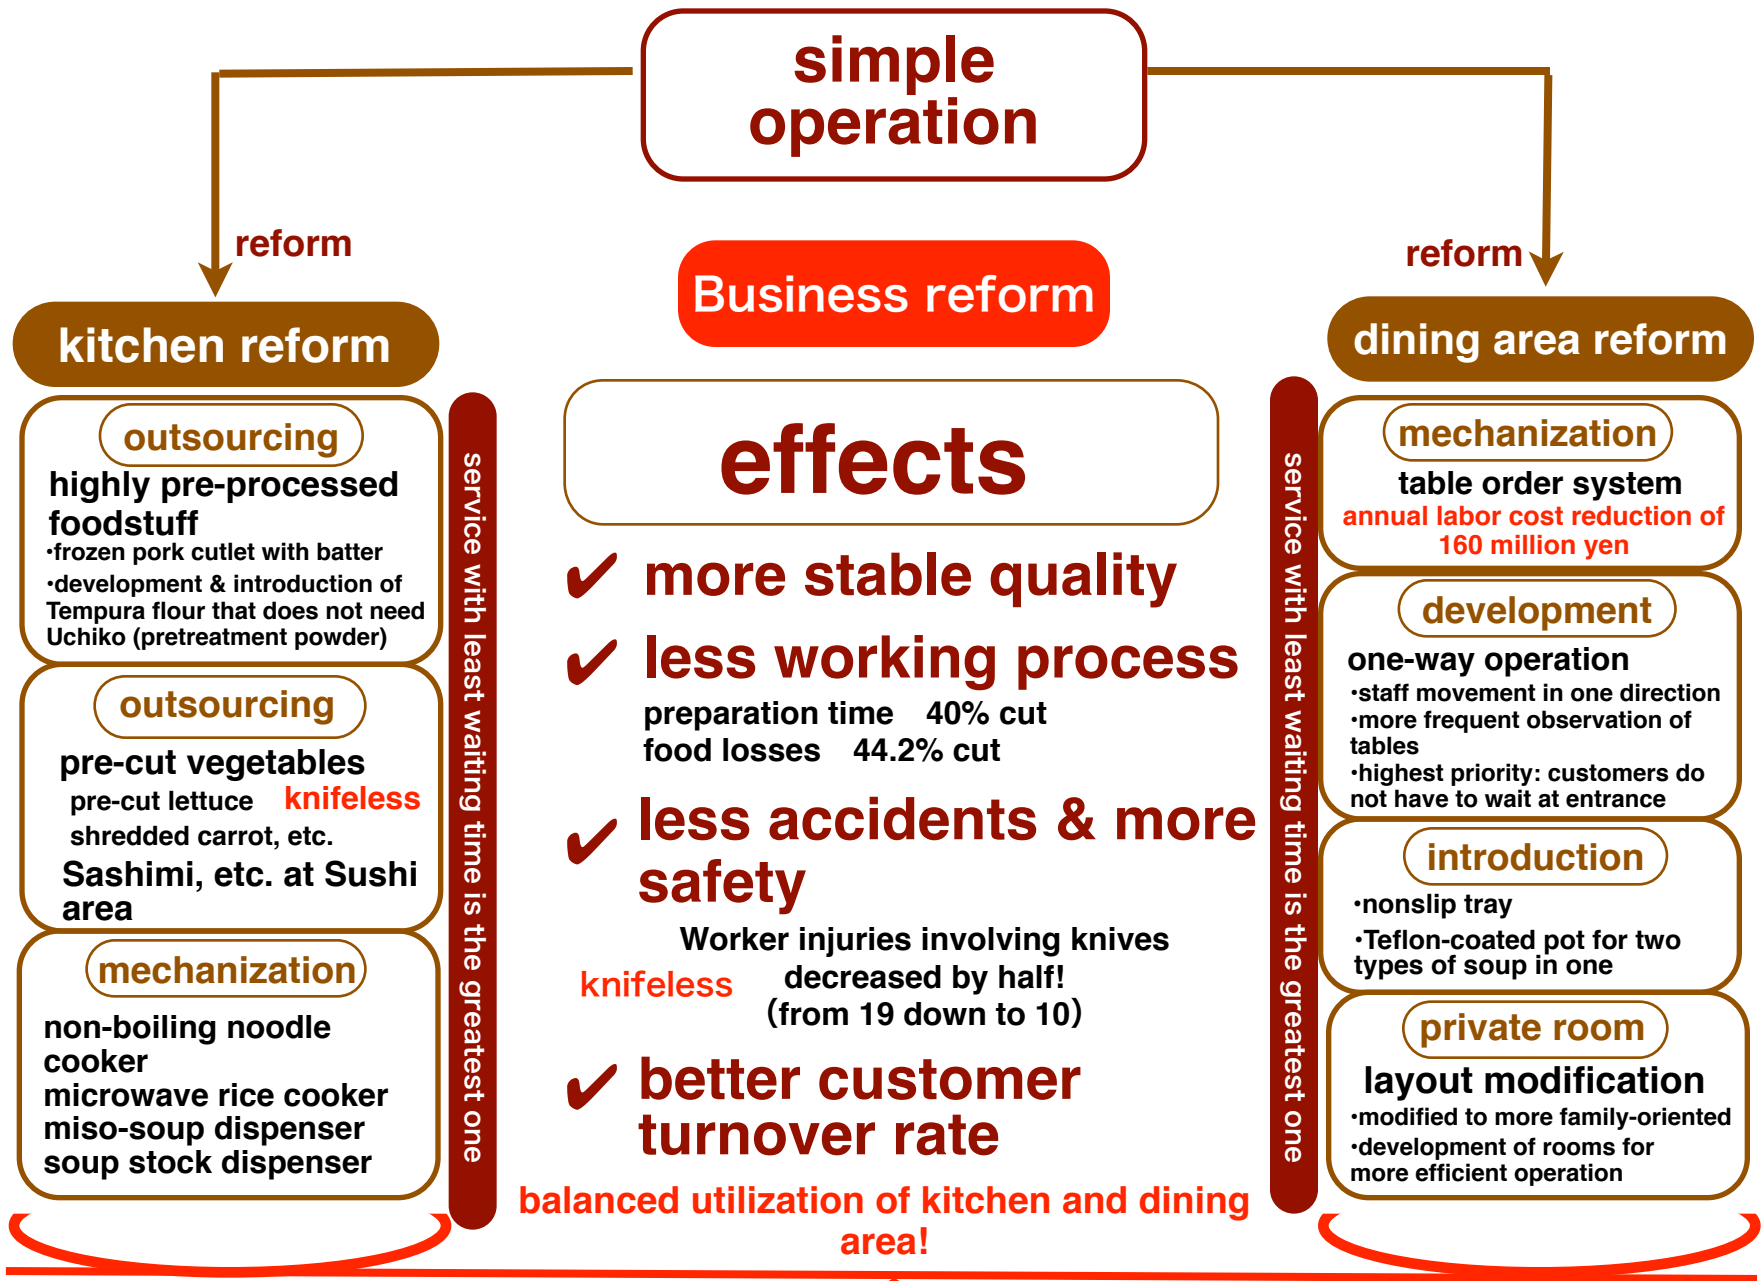 simple
operation
reform
reform
Business reform
kitchen reform
outsourcing
highly pre-processed
foodstuff
･frozen pork cutlet with batter
･development & introduction of
Tempura flour that does not need
Uchiko (pretreatment powder)
outsourcing
pre-cut vegetables
pre-cut lettuce knifeless
shredded carrot, etc.
Sashimi, etc. at Sushi
area
mechanization
non-boiling noodle
cooker
microwave rice cooker
miso-soup dispenser
soup stock dispenser
service with least waiting time is the greatest one
effects
✔ more stable quality
✔ less working process
preparation time 40% cut
food losses 44.2% cut
✔ less accidents & more
safety
Worker injuries involving knives
knifeless decreased by half!
(from 19 down to 10)
✔ better customer
turnover rate
balanced utilization of kitchen and dining
area!
service with least waiting time is the greatest one
dining area reform
mechanization
table order system
annual labor cost reduction of
160 million yen
development
one-way operation
･staff movement in one direction
･more frequent observation of
tables
･highest priority: customers do
not have to wait at entrance
introduction
･nonslip tray
･Teflon-coated pot for two
types of soup in one
private room
layout modification
･modified to more family-oriented
･development of rooms for
more efficient operation